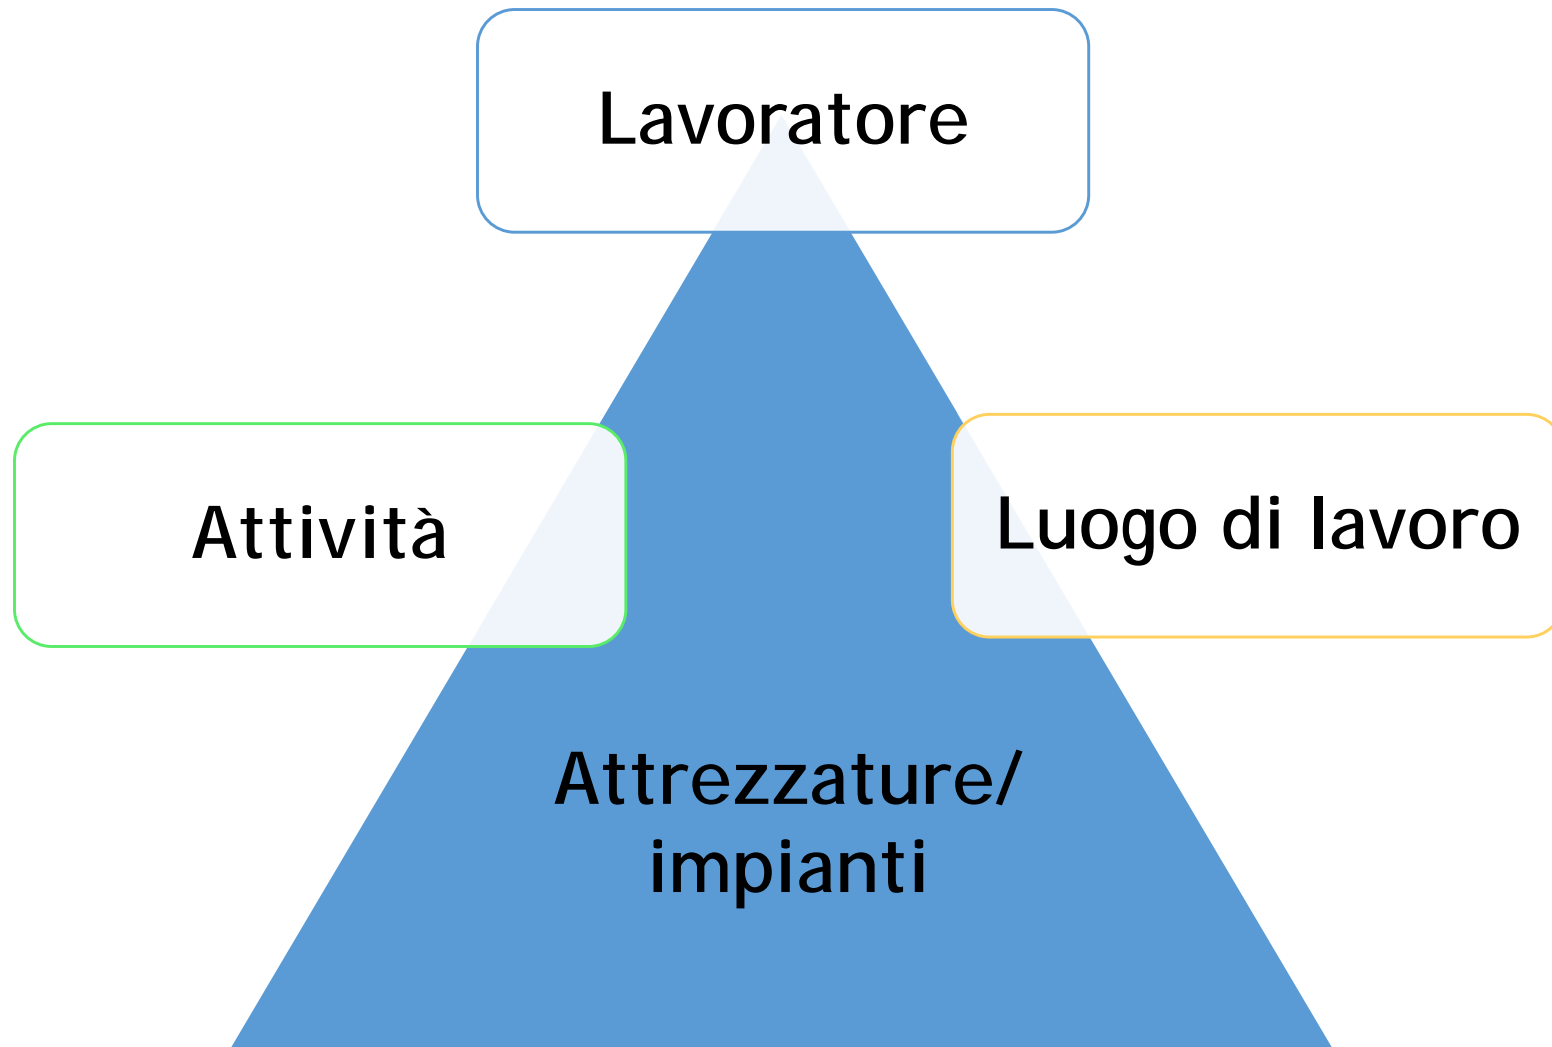 Lavoratore
Attività
Luogo di lavoro
Attrezzature/
impianti